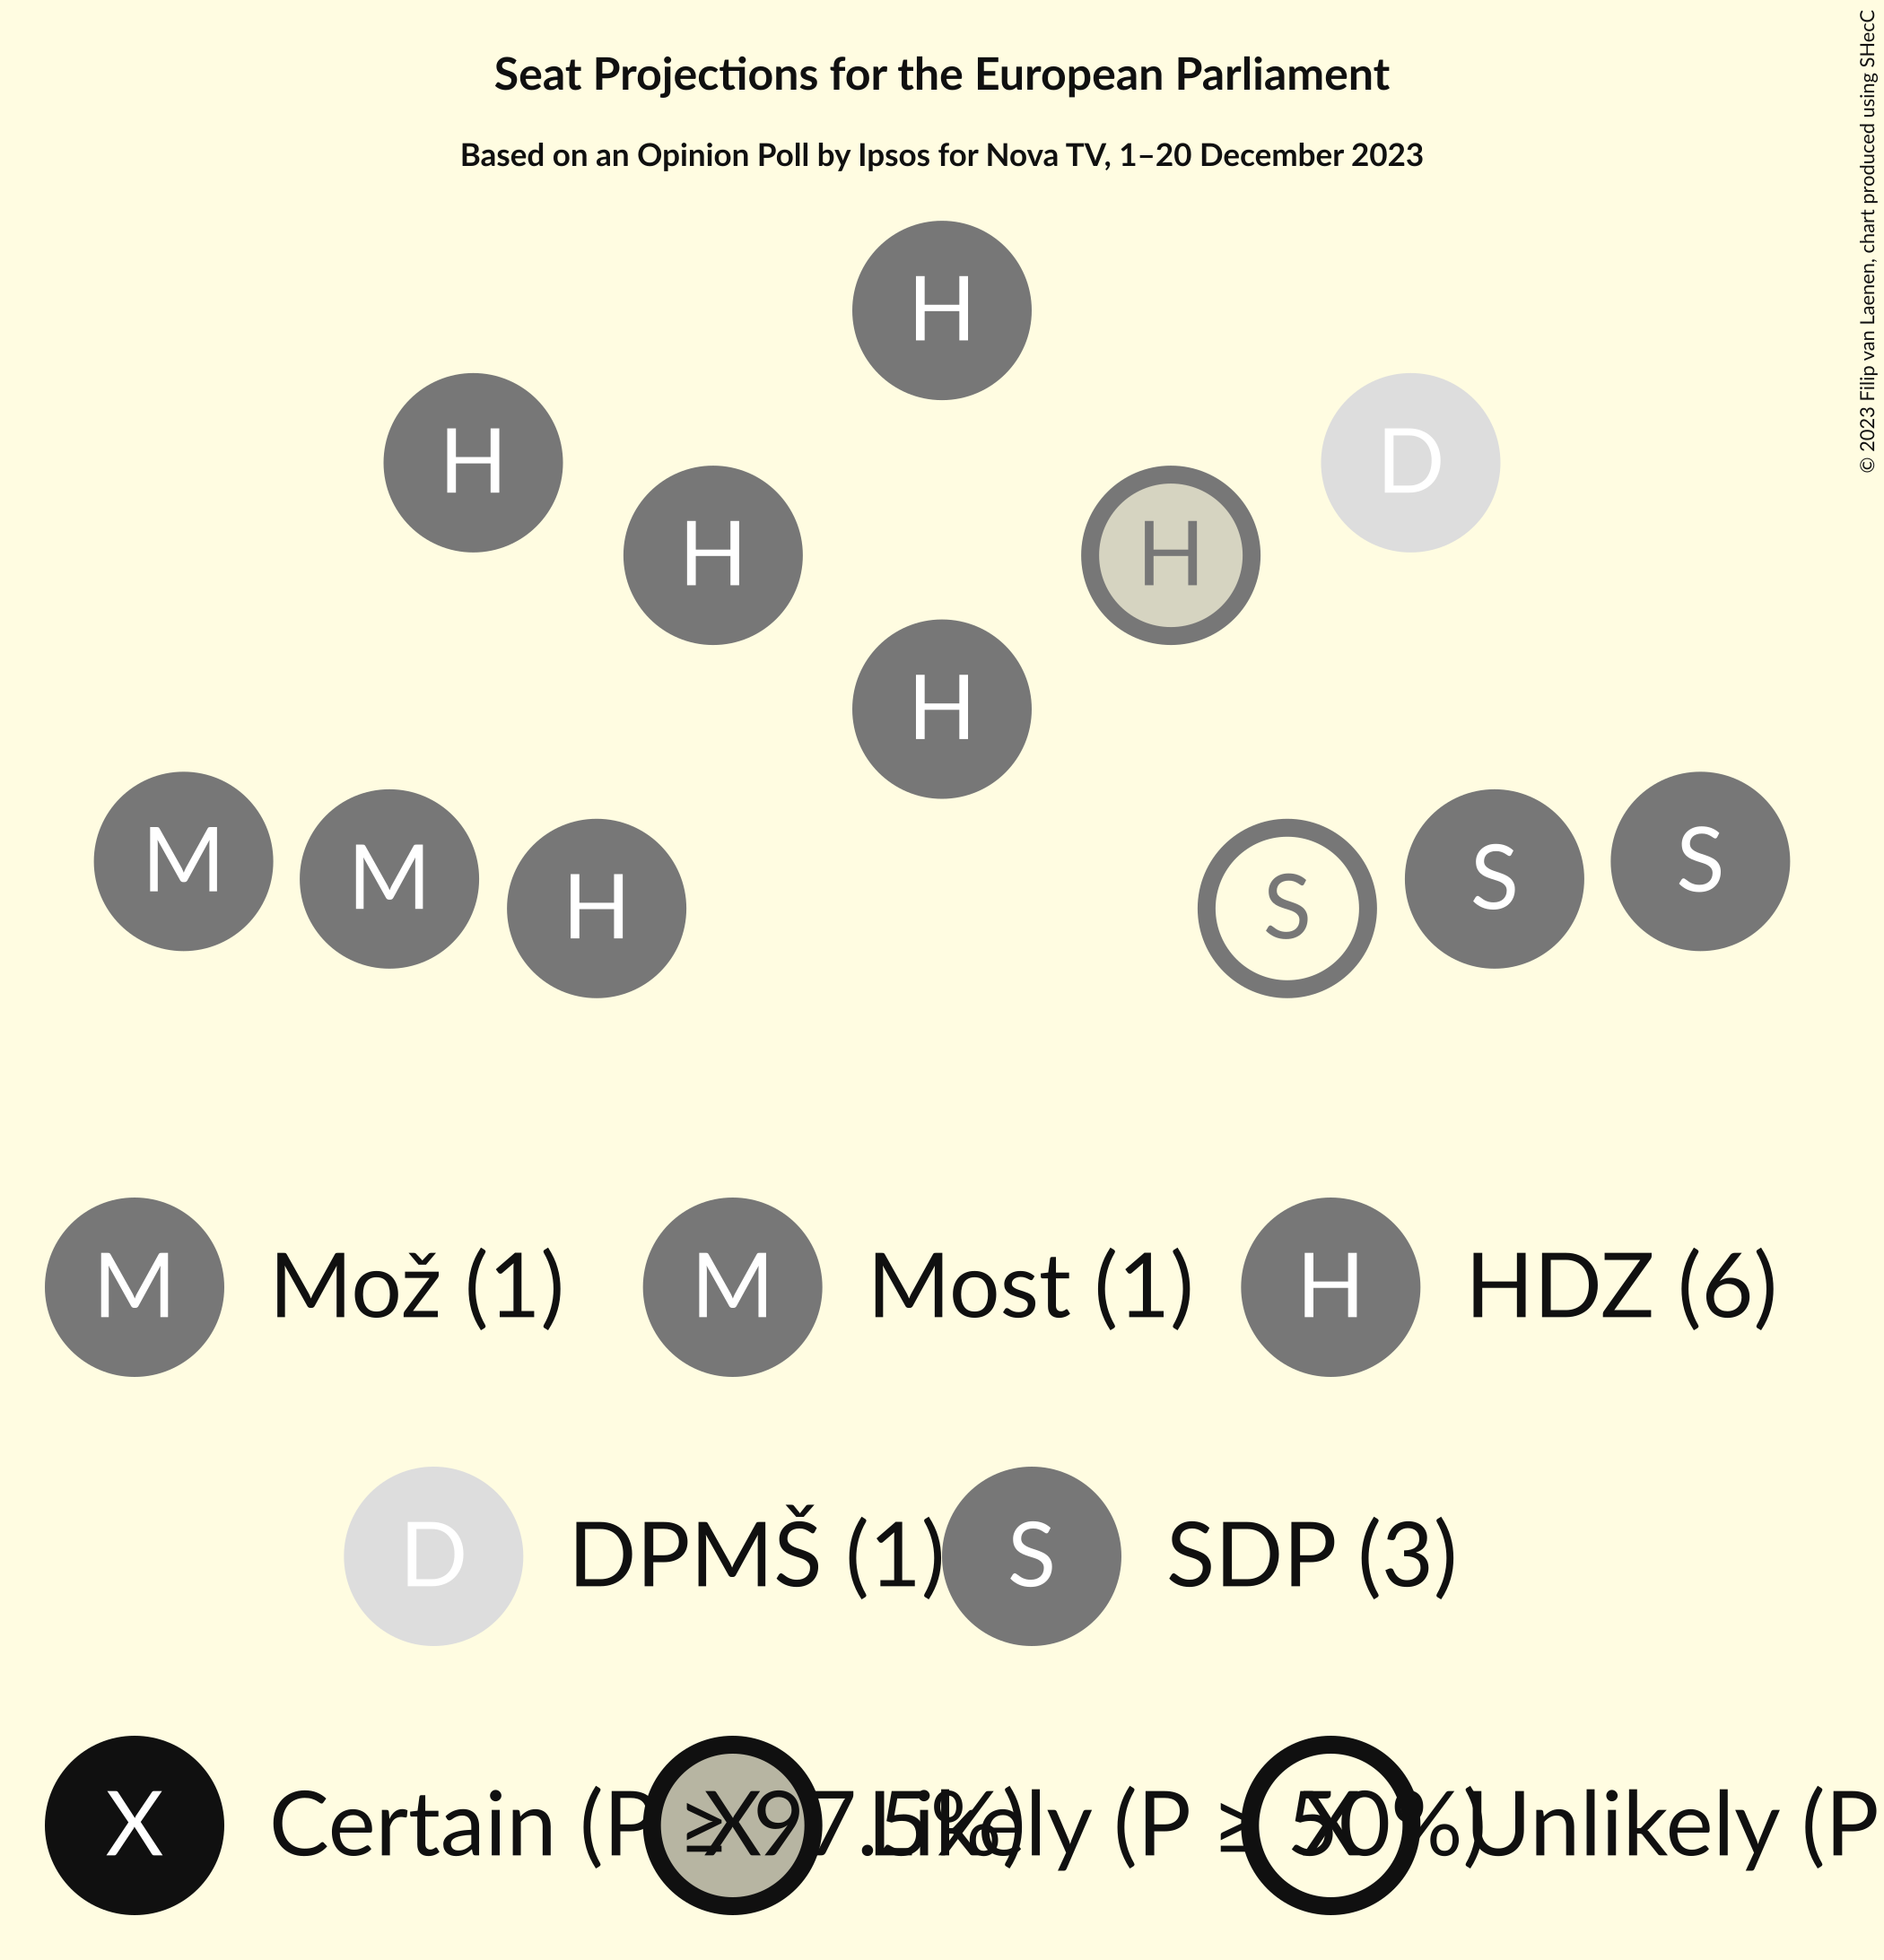 Seat Projections for the European Parliament
Based on an Opinion Poll by Ipsos for Nova TV, 1–20 December 2023
© 2023 Filip van Laenen, chart produced using SHecC
H
H
D
H
H
H
M
M
H
S
S
S
M Mož (1) M Most (1) H HDZ (6)
D DPMŠ (1) S SDP (3)
X Certain (P ≥ 97.5%) X Likely (P ≥ 50%) X Unlikely (P